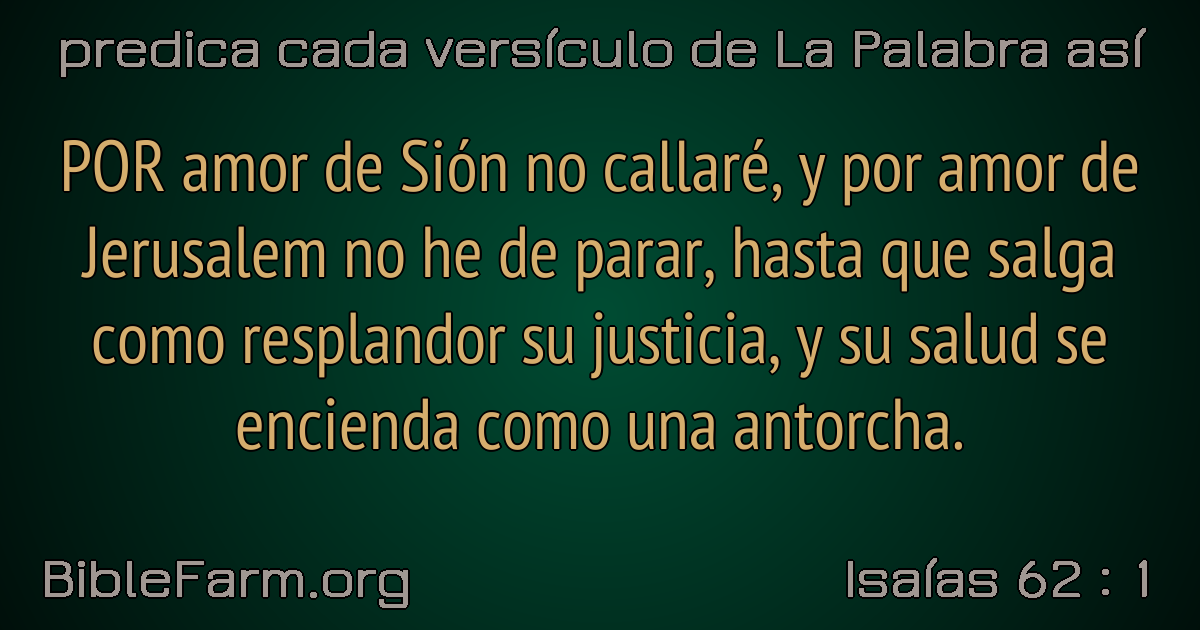 predica cada versículo de La Palabra así
POR amor de Sión no callaré, y por amor de
Jerusalem no he de parar, hasta que salga
como resplandor su justicia, y su salud se
encienda como una antorcha.
BibleFarm.org
Isaías 62 : 1